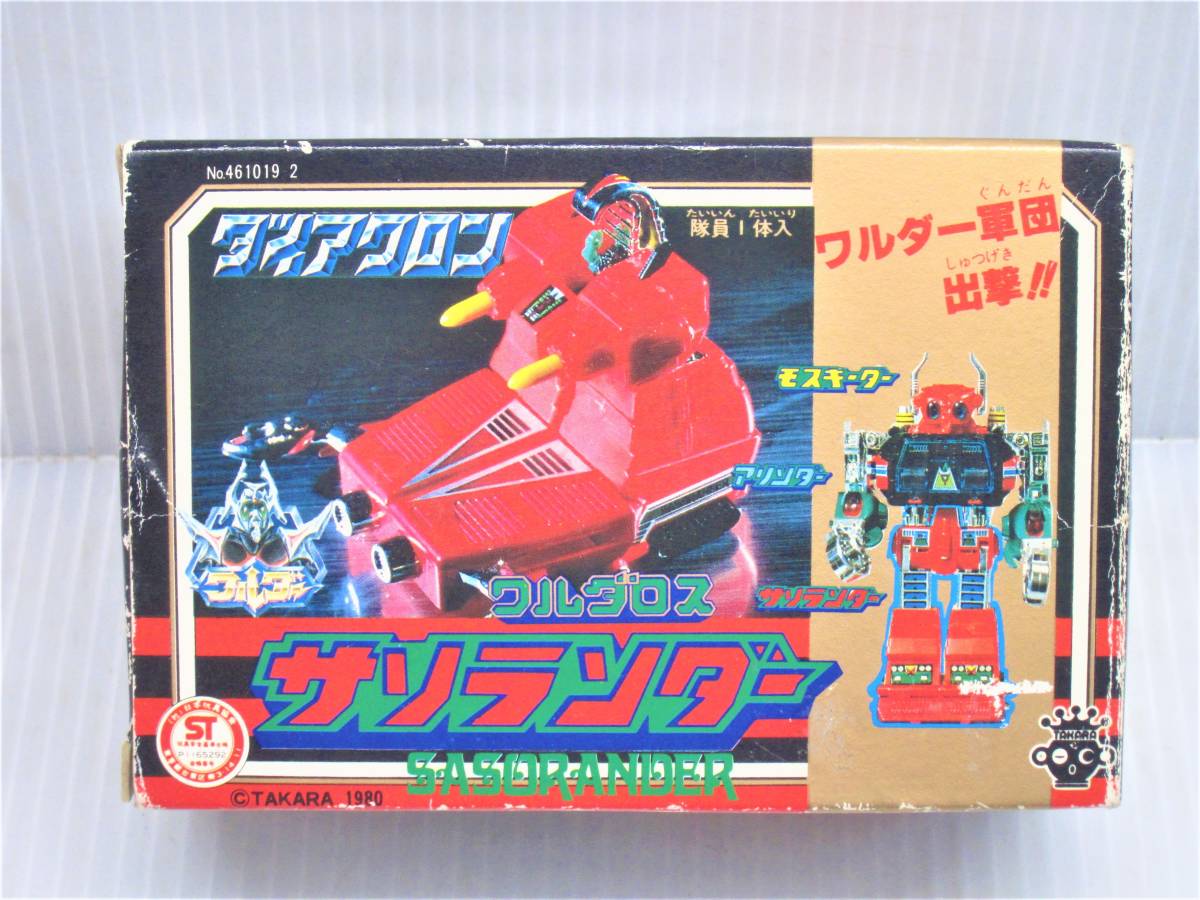 No.461019 2
ダイアクロン
たいいん たいいり
隊員1体入
ぐんだん
ワルダー軍団
しゅつげき
出撃!!
モスキーター
アリンダー
サソランダー
ワルダー
ワルダロス
サソランダー
SASORANDER
ST
P1165292
©TAKARA 1980
TAKARA